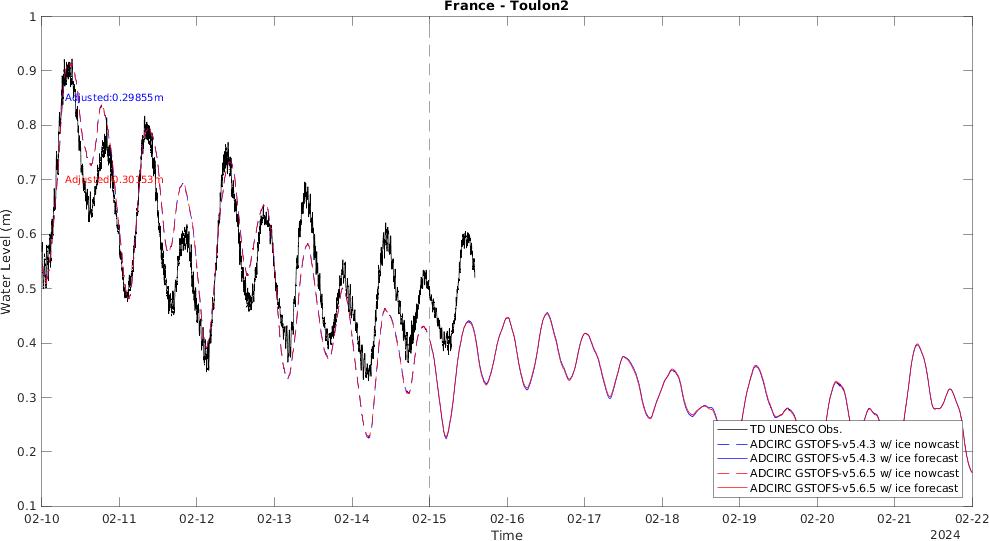 France - Toulon2
1
0.9
0.8
0.7
0.6
0.5
0.4
0.3
0.2
0.1
Water Level (m)
Adjusted:0.29855m
Adjusted:0.30153m
TD UNESCO Obs.
ADCIRC GSTOFS-v5.4.3 w/ ice nowcast
ADCIRC GSTOFS-v5.4.3 w/ ice forecast
ADCIRC GSTOFS-v5.6.5 w/ ice nowcast
ADCIRC GSTOFS-v5.6.5 w/ ice forecast
02-10 02-11 02-12 02-13 02-14 02-15 02-16 02-17 02-18 02-19 02-20 02-21 02-22
Time
2024